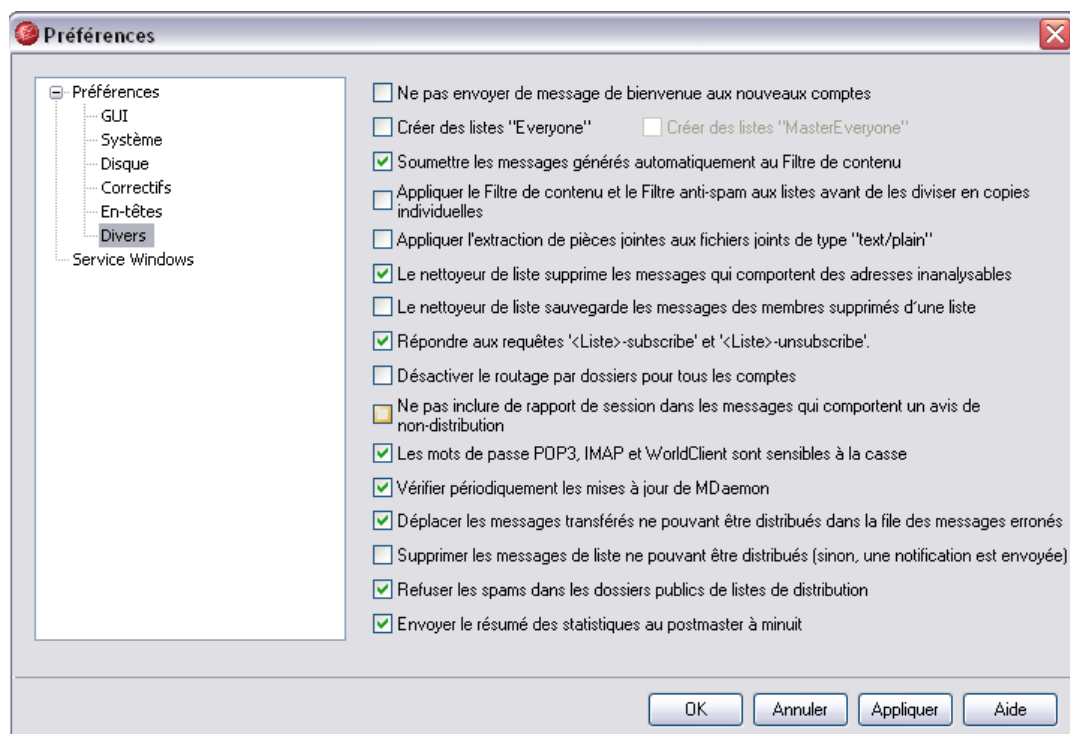 Préférences
Préférences
GUI
Système
Disque
Correctifs
En-têtes
Divers
Service Windows
Ne pas envoyer de message de bienvenue aux nouveaux comptes
Créer des listes "Everyone" Créer des listes "MasterEveryone"
Soumettre les messages générés automatiquement au Filtre de contenu
Appliquer le Filtre de contenu et le Filtre anti-spam aux listes avant de les diviser en copies
individuelles
Appliquer l'extraction de pièces jointes aux fichiers joints de type "text/plain"
Le nettoyeur de liste supprime les messages qui comportent des adresses inanalysables
Le nettoyeur de liste sauvegarde les messages des membres supprimés d´une liste
Répondre aux requêtes '<Liste>-subscribe' et '<Liste>-unsubscribe'.
Désactiver le routage par dossiers pour tous les comptes
Ne pas inclure de rapport de session dans les messages qui comportent un avis de
non-distribution
Les mots de passe POP3, IMAP et WorldClient sont sensibles à la casse
Vérifier périodiquement les mises à jour de MDaemon
Déplacer les messages transférés ne pouvant être distribués dans la file des messages erronés
Supprimer les messages de liste ne pouvant être distribués (sinon, une notification est envoyée)
Refuser les spams dans les dossiers publics de listes de distribution
Envoyer le résumé des statistiques au postmaster à minuit
OK Annuler Appliquer Aide